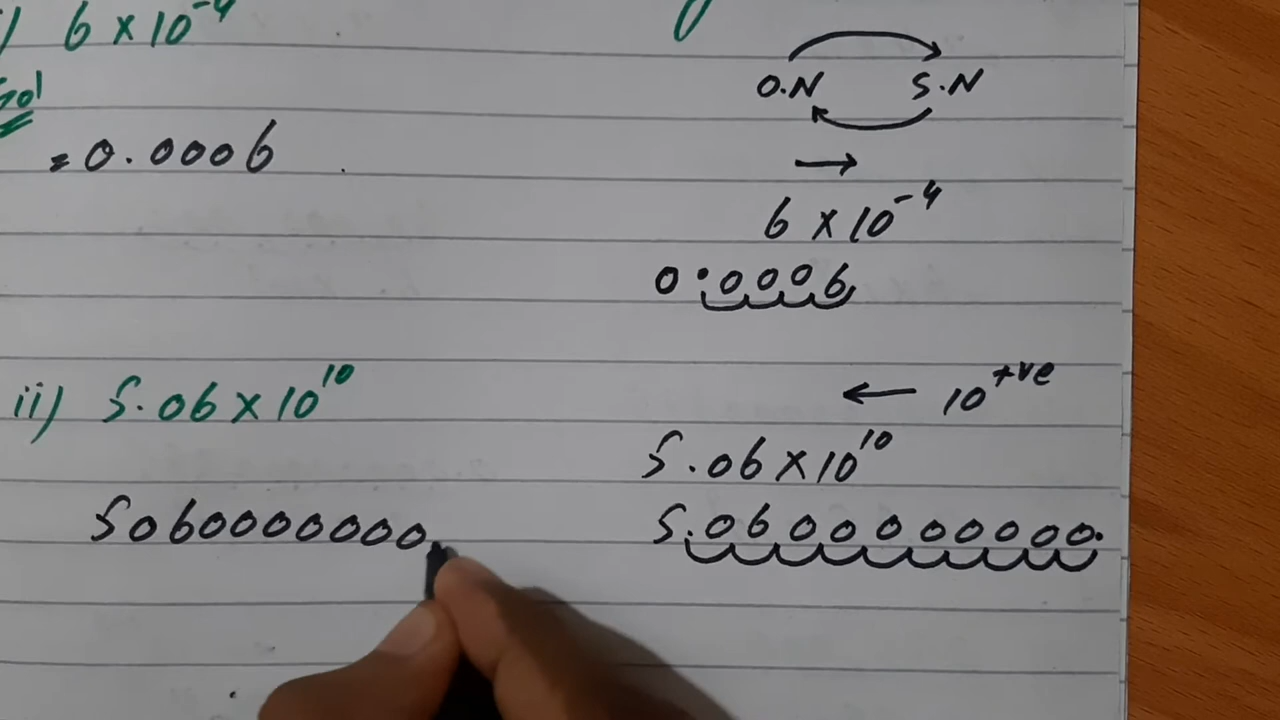 ) 6 × 10⁻⁴
Sol
= 0.0006
O.N S.N
→
6 × 10⁻⁴
0.0006
ii) 5.06 × 10¹⁰
← 10⁺ᵛᵉ
5.06 × 10¹⁰
5060000000
5.0600000000.